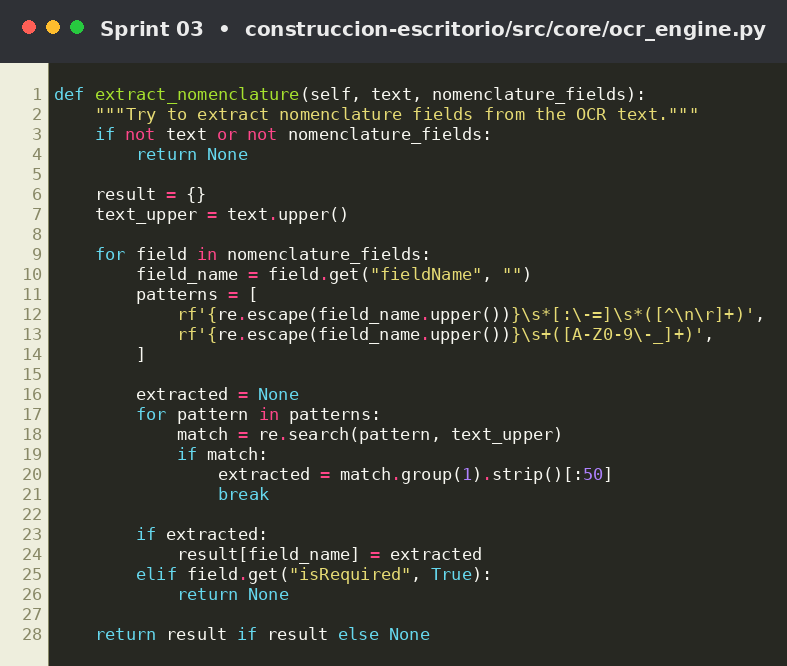 Sprint 03 • construccion-escritorio/src/core/ocr_engine.py
1 def extract_nomenclature(self, text, nomenclature_fields):
2     """Try to extract nomenclature fields from the OCR text."""
3     if not text or not nomenclature_fields:
4         return None
5
6     result = {}
7     text_upper = text.upper()
8
9     for field in nomenclature_fields:
10         field_name = field.get("fieldName", "")
11         patterns = [
12             rf'{re.escape(field_name.upper())}\s*[:\-=]\s*([^\n\r]+)',
13             rf'{re.escape(field_name.upper())}\s+([A-Z0-9\-_]+)',
14         ]
15
16         extracted = None
17         for pattern in patterns:
18             match = re.search(pattern, text_upper)
19             if match:
20                 extracted = match.group(1).strip()[:50]
21                 break
22
23         if extracted:
24             result[field_name] = extracted
25         elif field.get("isRequired", True):
26             return None
27
28     return result if result else None